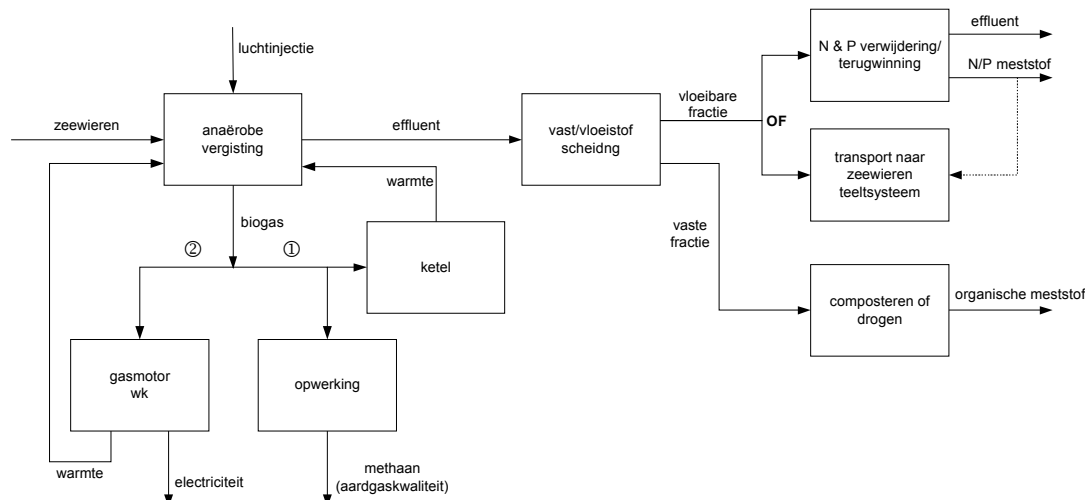 luchtinjectie
zeewieren
anaërobe
vergisting
effluent
vast/vloeistof
scheidng
vloeibare
fractie
OF
N & P verwijdering/
terugwinning
effluent
N/P meststof
transport naar
zeewieren
teeltsysteem
warmte
biogas
②
①
ketel
vaste
fractie
composteren of
drogen
organische meststof
gasmotor
wk
opwerking
warmte
electriciteit
methaan
(aardgaskwaliteit)